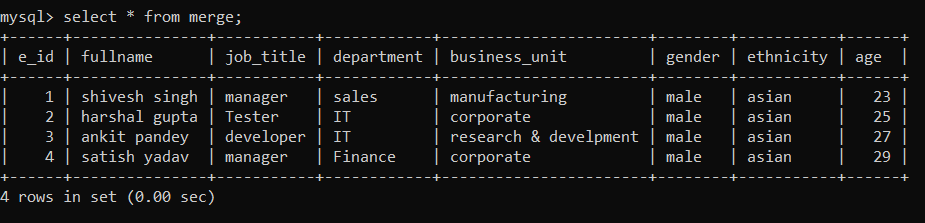 mysql> select * from merge;
+------+---------------+-----------+------------+-----------------------+--------+-----------+------+
| e_id | fullname      | job_title | department | business_unit         | gender | ethnicity | age  |
+------+---------------+-----------+------------+-----------------------+--------+-----------+------+
|    1 | shivesh singh | manager   | sales      | manufacturing         | male   | asian     |   23 |
|    2 | harshal gupta | Tester    | IT         | corporate             | male   | asian     |   25 |
|    3 | ankit pandey  | developer | IT         | research & develpment | male   | asian     |   27 |
|    4 | satish yadav  | manager   | Finance    | corporate             | male   | asian     |   29 |
+------+---------------+-----------+------------+-----------------------+--------+-----------+------+
4 rows in set (0.00 sec)